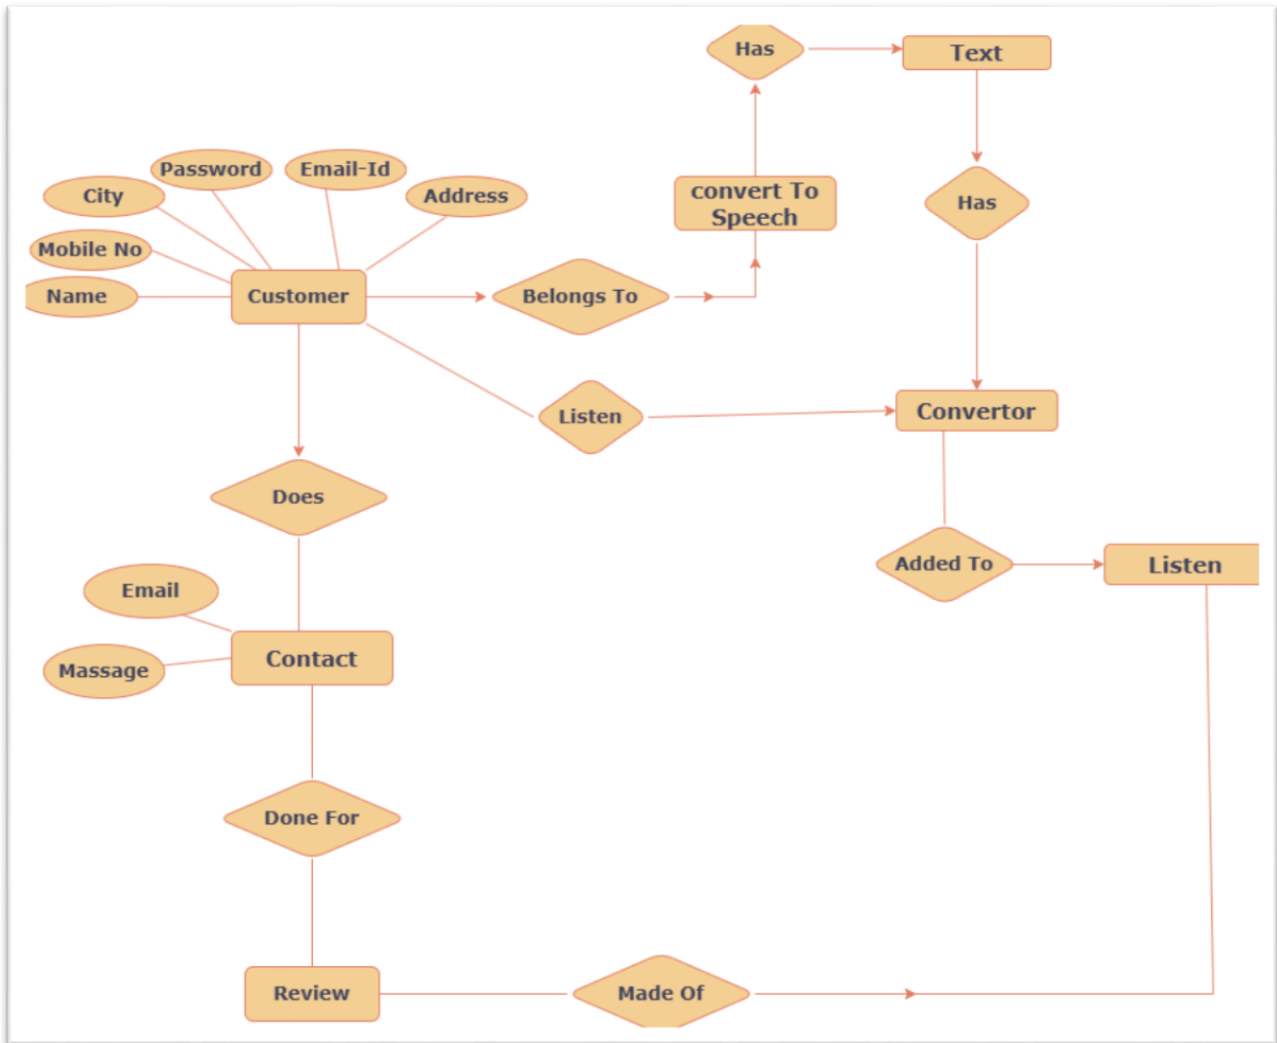 Has
Text
Password
Email-Id
City
Address
convert To
Speech
Has
Mobile No
Name
Customer
Belongs To
Listen
Convertor
Does
Added To
Listen
Email
Contact
Massage
Done For
Review
Made Of